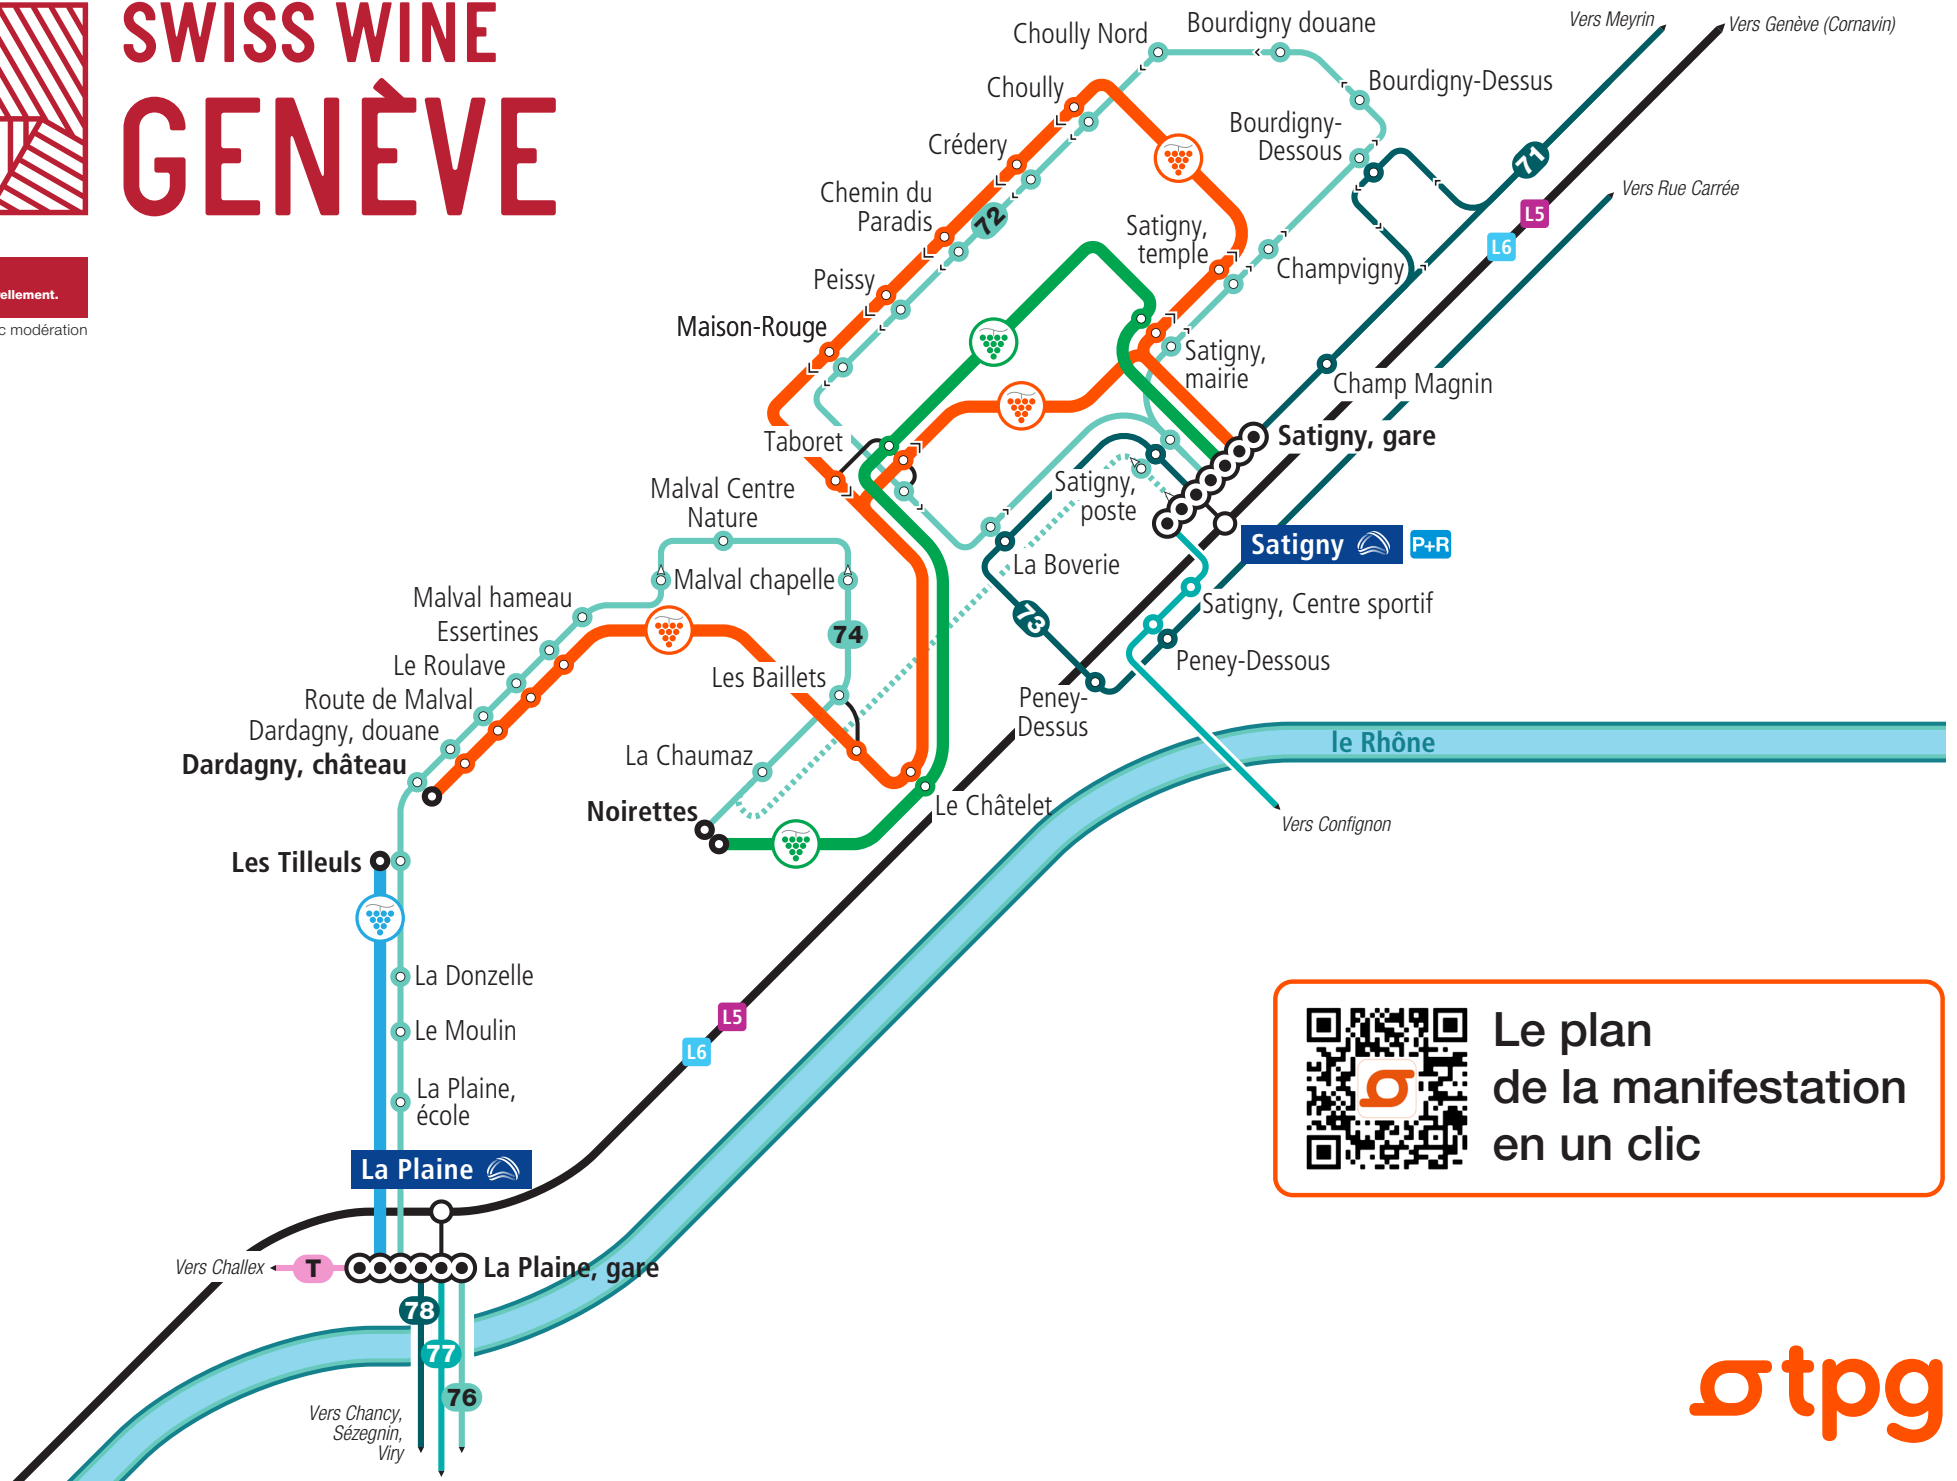 SWISS WINE
GENÈVE
ellement.
c modération
Vers Meyrin
Vers Genève (Cornavin)
Choully Nord
Bourdigny douane
Choully
Bourdigny-Dessus
Bourdigny-
Dessous
Crédery
71
Vers Rue Carrée
Chemin du
Paradis
72
L5
Satigny,
temple
L6
Champvigny
Peissy
Maison-Rouge
Satigny,
mairie
Champ Magnin
Taboret
Satigny, gare
Malval Centre
Nature
Satigny,
poste
Satigny
P+R
La Boverie
Malval chapelle
Malval hameau
Satigny, Centre sportif
Essertines
74
73
Le Roulave
Peney-Dessous
Les Baillets
Route de Malval
Peney-
Dessus
Dardagny, douane
le Rhône
La Chaumaz
Dardagny, château
Noirettes
Le Châtelet
Vers Confignon
Les Tilleuls
La Donzelle
L5
Le Moulin
L6
La Plaine,
école
Le plan
de la manifestation
en un clic
La Plaine
Vers Challex
T
La Plaine, gare
78
77
76
Vers Chancy,
Sézegnin,
Viry
tpg